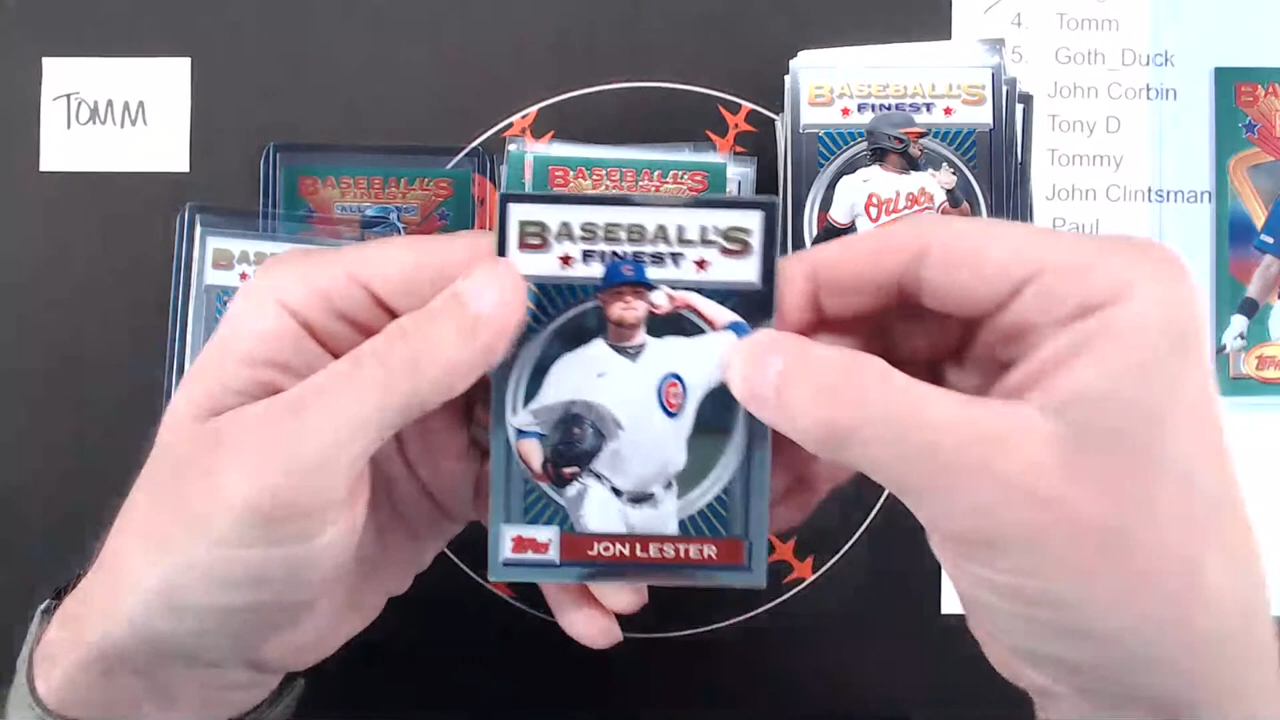 TOMM
4. Tomm
5. Goth_Duck
John Corbin
Tony D
Tommy
John Clintsman
Paul
BASEBALL'S
FINEST
ALL
BASEBALL'S
FINEST
BASEBALL'S
FINEST
Orioles
BASEBALL'S
FINEST
TOPPS
JON LESTER